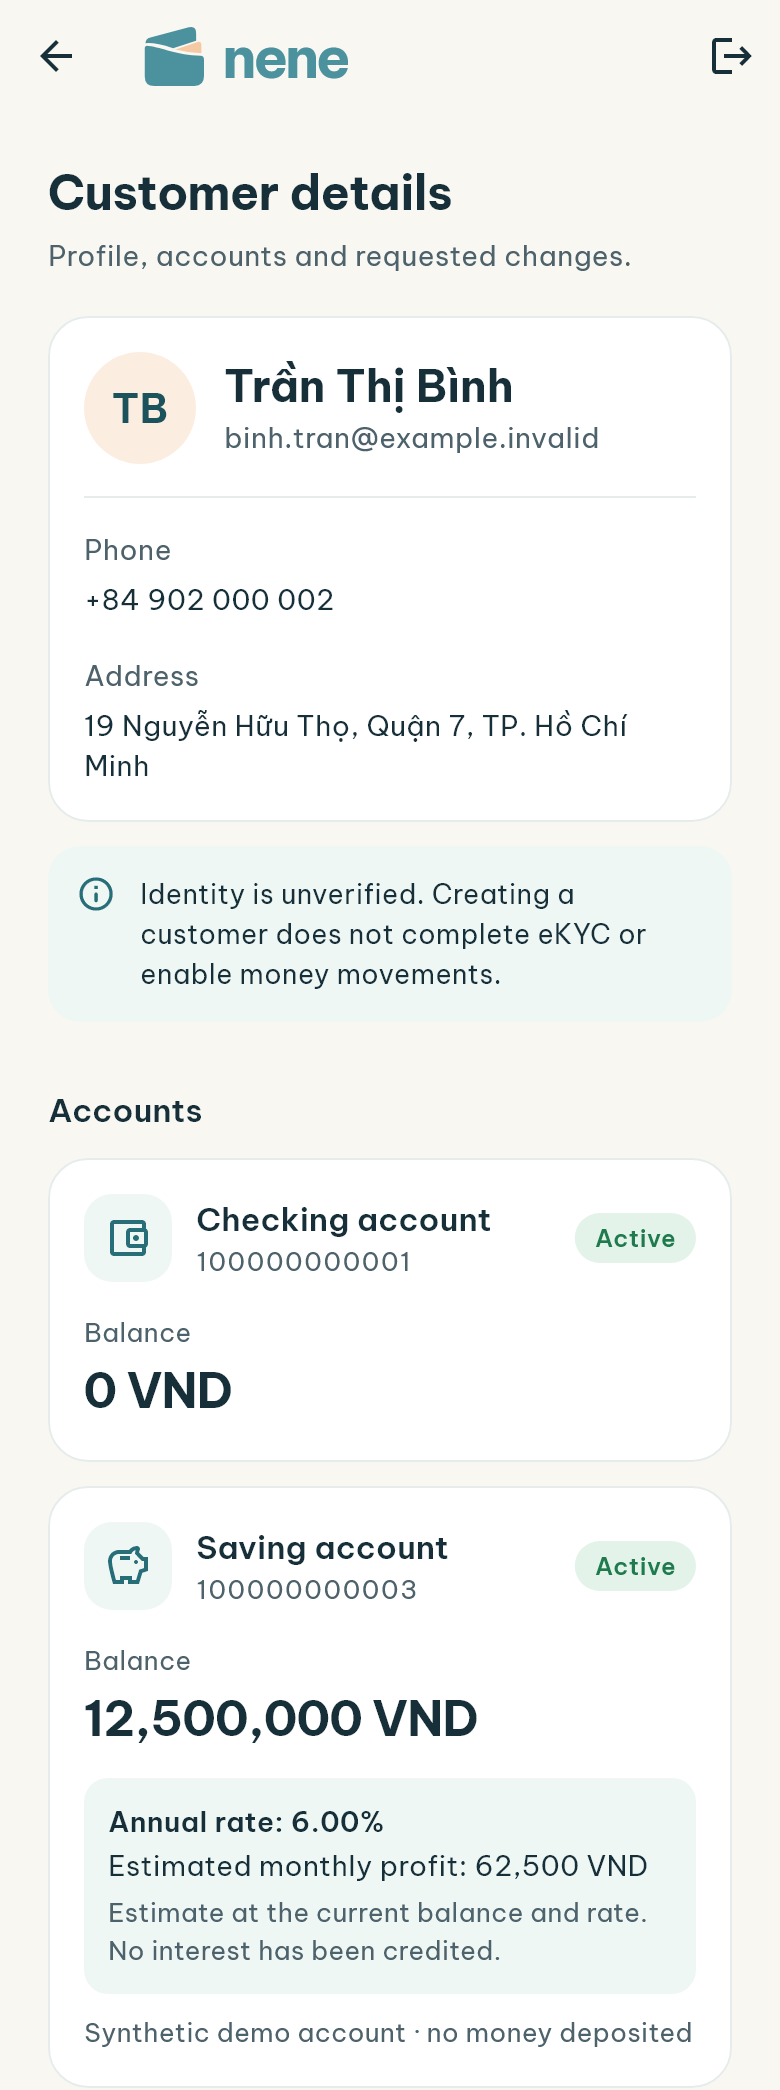 nene
Customer details
Profile, accounts and requested changes.
TB
Trần Thị Bình
binh.tran@example.invalid
Phone
+84 902 000 002
Address
19 Nguyễn Hữu Thọ, Quận 7, TP. Hồ Chí
Minh
Identity is unverified. Creating a
customer does not complete eKYC or
enable money movements.
Accounts
Checking account
Active
100000000001
Balance
0 VND
Saving account
Active
100000000003
Balance
12,500,000 VND
Annual rate: 6.00%
Estimated monthly profit: 62,500 VND
Estimate at the current balance and rate.
No interest has been credited.
Synthetic demo account · no money deposited